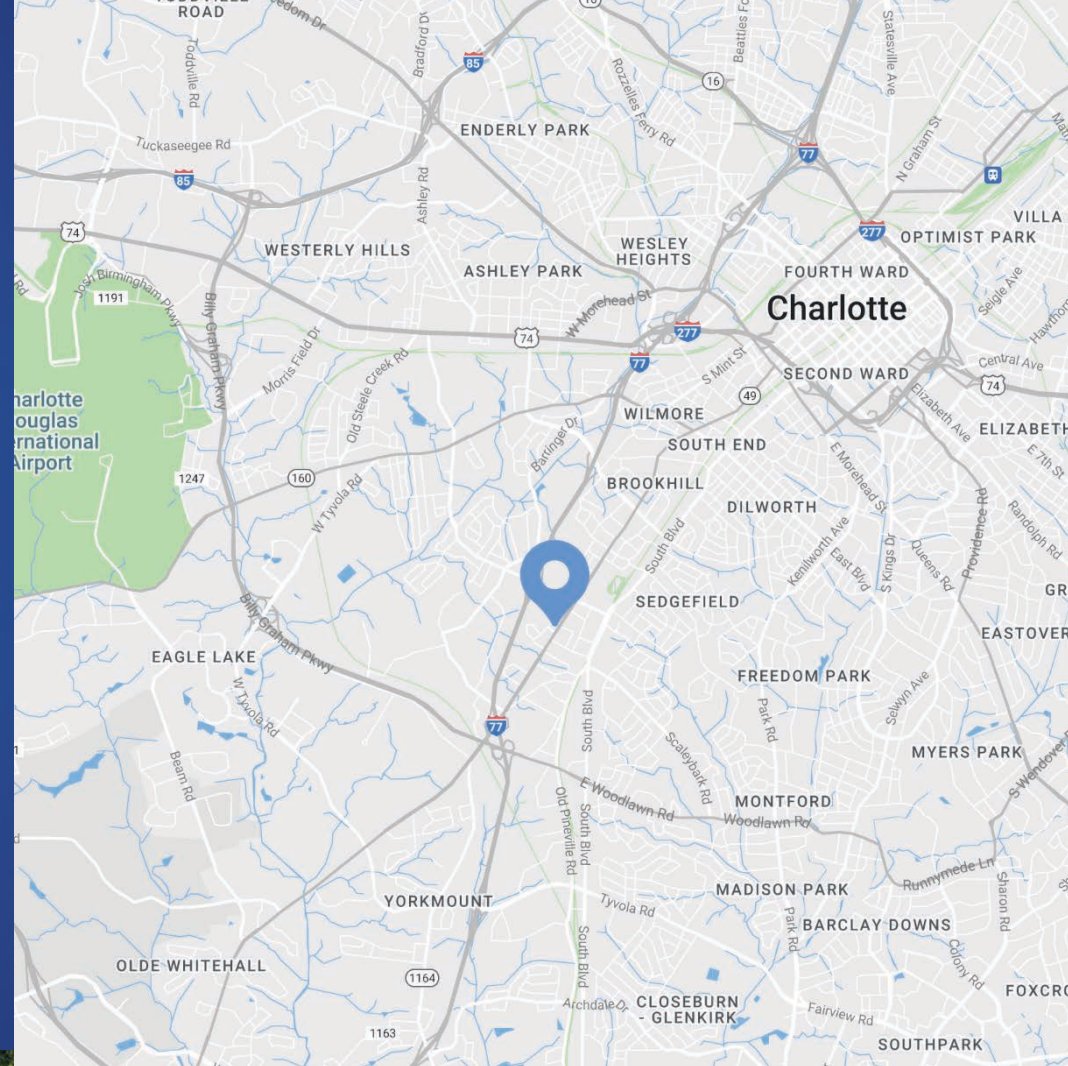 ROAD
Toddville Rd
Bradford Dr
85
16
Beatties Fo
Statesville Ave
Rozzelles Ferry Rd
16
ENDERLY PARK
Tuckaseegee Rd
85
Ashley Rd
77
N Graham St
74
WESTERLY HILLS
ASHLEY PARK
WESLEY
HEIGHTS
277
VILLA
OPTIMIST PARK
FOURTH WARD
Josh Birmingham Pkwy
1191
Billy Graham Pkwy
W Morehead St
Charlotte
Seigle Ave
Hawthor
Morris Field Dr
Old Steele Creek Rd
74
277
77
S Mint St
SECOND WARD
Central Ave
74
harlotte
ouglas
ernational
Airport
49
WILMORE
Elizabeth Ave
ELIZABETH
Bartinger Dr
SOUTH END
E Morehead St
E 7th St
1247
160
W Tyvola Rd
BROOKHILL
DILWORTH
Providence Rd
Randolph Rd
South Blvd
Kenilworth Ave
East Blvd
S Kings Dr
Queens Rd
SEDGEFIELD
GR
Billy Graham Pkwy
EASTOVER
EAGLE LAKE
W Tyvola Rd
FREEDOM PARK
Selwyn Ave
77
South Blvd
Park Rd
Scaleybark Rd
MYERS PARK
S Wendover
1
Beam Rd
E Woodlawn Rd
MONTFORD
Woodlawn Rd
Old Pineville Rd
South Blvd
Runnymede Ln
YORKMOUNT
Tyvola Rd
MADISON PARK
Park Rd
Sharon Rd
BARCLAY DOWNS
South Blvd
Colony Rd
OLDE WHITEHALL
1164
FOXCRO
Archdale Dr
CLOSEBURN
- GLENKIRK
Fairview Rd
1163
SOUTHPARK